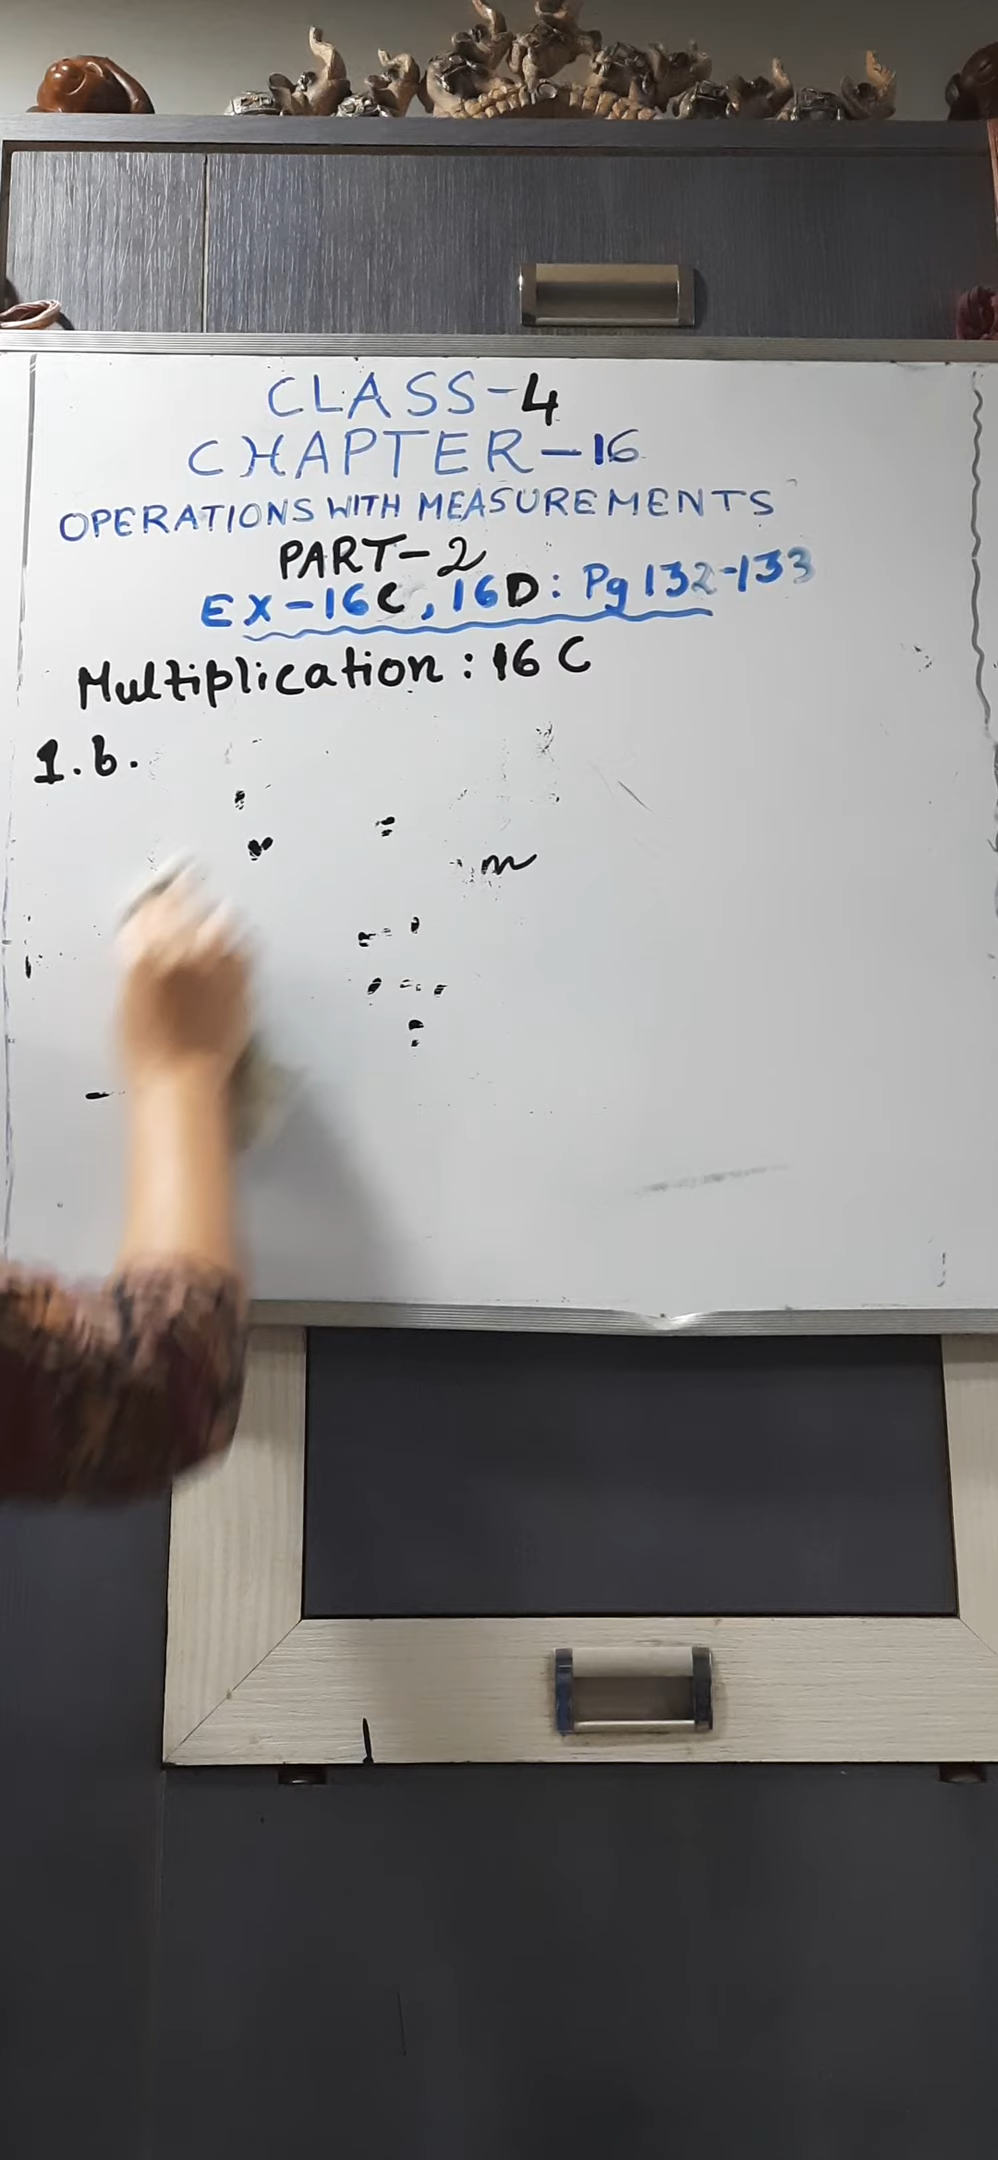 CLASS-4
CHAPTER-16
OPERATIONS WITH MEASUREMENTS
PART-2
EX-16C, 16D: Pg 132-133
Multiplication: 16 C
1.b.
m